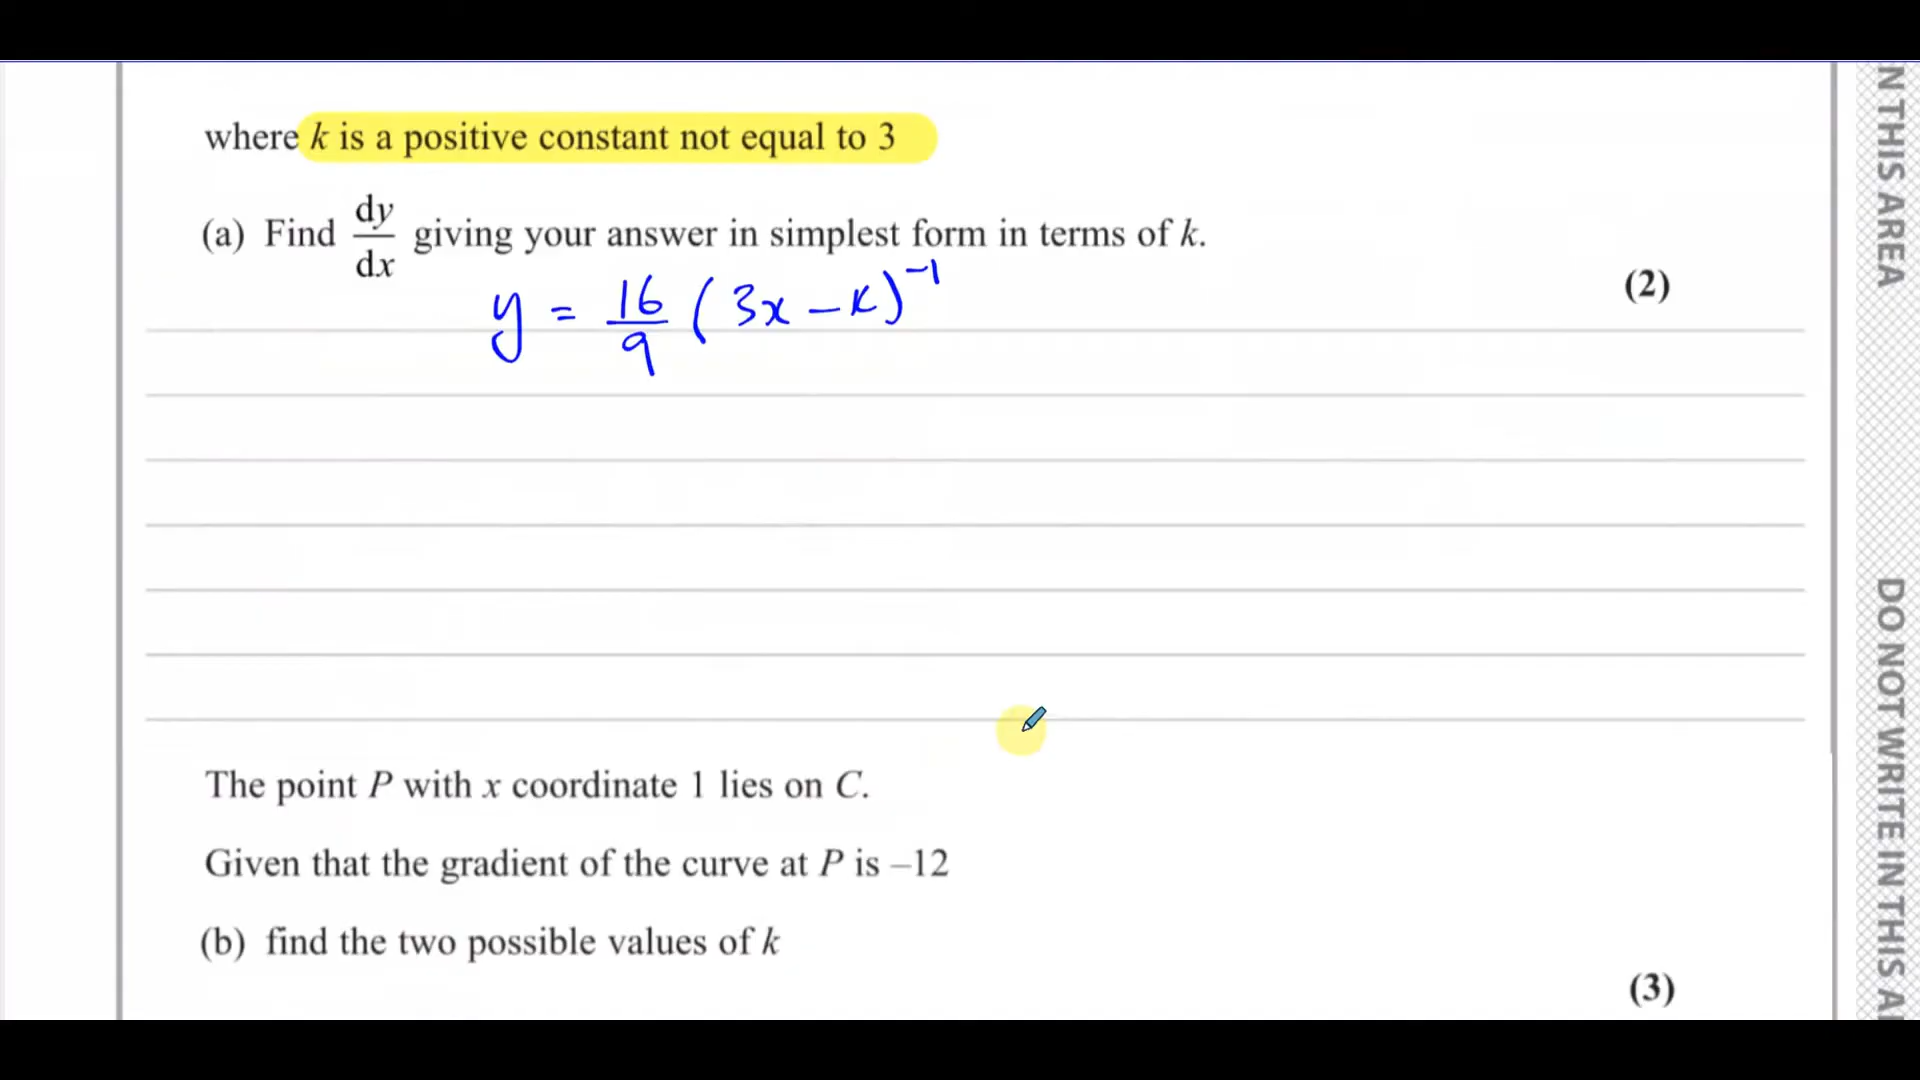 where k is a positive constant not equal to 3
(a) Find dy/dx giving your answer in simplest form in terms of k.
(2)
y = 16/9 (3x - k)^-1
The point P with x coordinate 1 lies on C.
Given that the gradient of the curve at P is –12
(b) find the two possible values of k
(3)
N THIS AREA
DO NOT WRITE IN THIS A